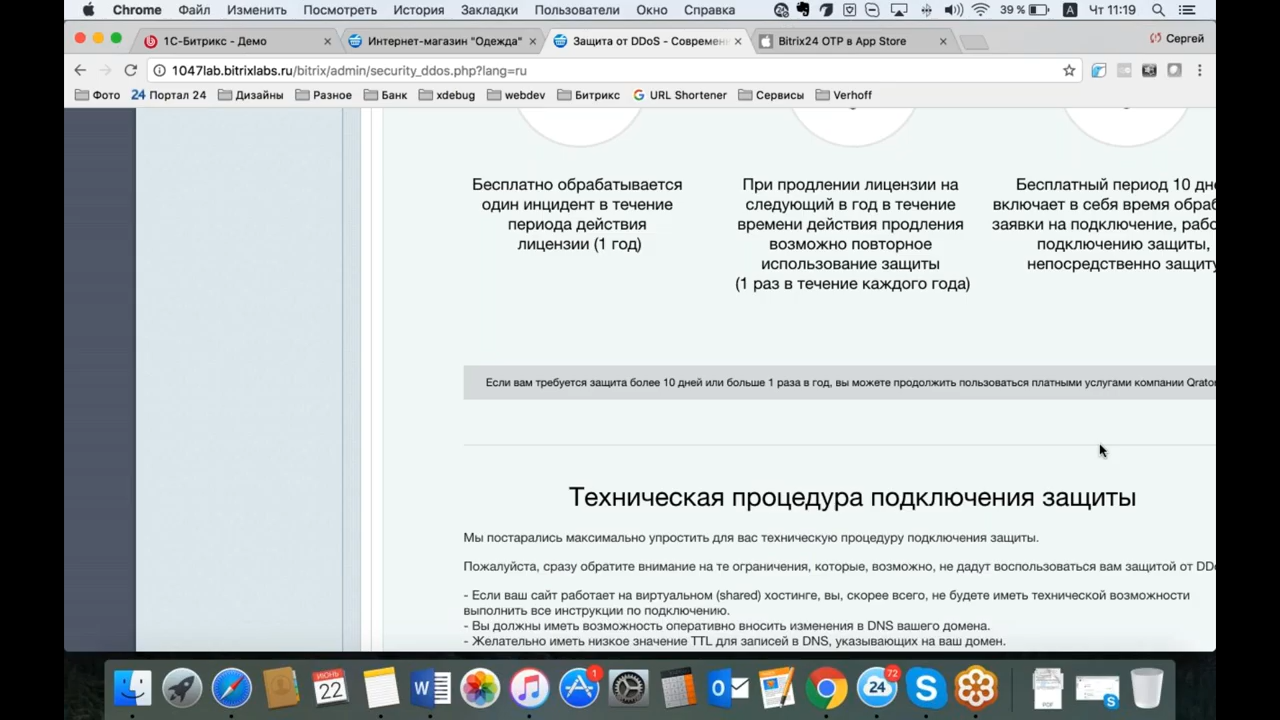 Chrome Файл Изменить Посмотреть История Закладки Пользователи Окно Справка 39 % A Чт 11:19
1С-Битрикс - Демо Интернет-магазин "Одежда" Защита от DDoS - Современ Bitrix24 OTP в App Store Сергей
1047lab.bitrixlabs.ru/bitrix/admin/security_ddos.php?lang=ru
Фото 24 Портал 24 Дизайны Разное Банк xdebug webdev Битрикс URL Shortener Сервисы Verhoff
Бесплатно обрабатывается
один инцидент в течение
периода действия
лицензии (1 год)
При продлении лицензии на
следующий в год в течение
времени действия продления
возможно повторное
использование защиты
(1 раз в течение каждого года)
Бесплатный период 10 дне
включает в себя время обраб
заявки на подключение, рабо
подключению защиты,
непосредственно защиту
Если вам требуется защита более 10 дней или больше 1 раза в год, вы можете продолжить пользоваться платными услугами компании Qrator
Техническая процедура подключения защиты
Мы постарались максимально упростить для вас техническую процедуру подключения защиты.
Пожалуйста, сразу обратите внимание на те ограничения, которые, возможно, не дадут воспользоваться вам защитой от DDo
- Если ваш сайт работает на виртуальном (shared) хостинге, вы, скорее всего, не будете иметь технической возможности
выполнить все инструкции по подключению.
- Вы должны иметь возможность оперативно вносить изменения в DNS вашего домена.
- Желательно иметь низкое значение TTL для записей в DNS, указывающих на ваш домен.
ИЮНЬ
22
1
24
72
PDF